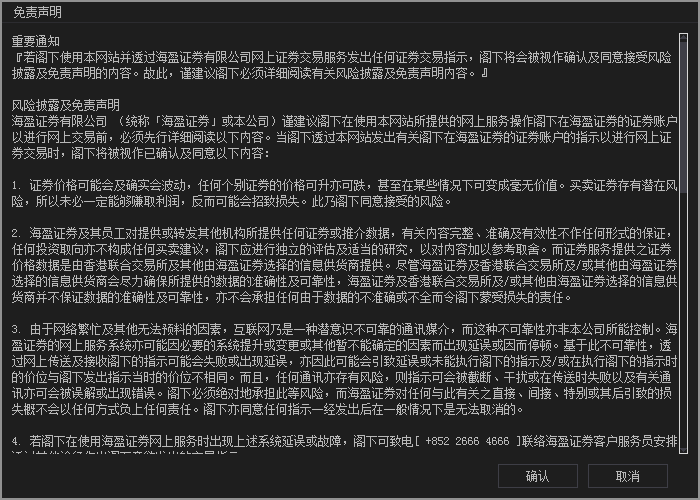 免责声明
重要通知
『若阁下使用本网站并透过海盈证券有限公司网上证券交易服务发出任何证券交易指示，阁下将会被视作确认及同意接受风险
披露及免责声明的内容。故此，谨建议阁下必须详细阅读有关风险披露及免责声明内容。』
风险披露及免责声明
海盈证券有限公司 （统称「海盈证券」或本公司）谨建议阁下在使用本网站所提供的网上服务操作阁下在海盈证券的证券账户
以进行网上交易前，必须先行详细阅读以下内容。当阁下透过本网站发出有关阁下在海盈证券的证券账户的指示以进行网上证
券交易时，阁下将被视作已确认及同意以下内容：
1. 证券价格可能会及确实会波动，任何个别证券的价格可升亦可跌，甚至在某些情况下可变成毫无价值。买卖证券存有潜在风
险，所以未必一定能够赚取利润，反而可能会招致损失。此乃阁下同意接受的风险。
2. 海盈证券及其员工对提供或转发其他机构所提供任何证券或推介数据，有关内容完整、准确及有效性不作任何形式的保证，
任何投资取向亦不构成任何买卖建议，阁下应进行独立的评估及适当的研究，以对内容加以参考取舍。而证券服务提供之证券
价格数据是由香港联合交易所及其他由海盈证券选择的信息供货商提供。尽管海盈证券及香港联合交易所及/或其他由海盈证券
选择的信息供货商会尽力确保所提供的数据的准确性及可靠性，海盈证券及香港联合交易所及/或其他由海盈证券选择的信息供
货商并不保证数据的准确性及可靠性，亦不会承担任何由于数据的不准确或不全而令阁下蒙受损失的责任。
3. 由于网络繁忙及其他无法预料的因素，互联网乃是一种潜意识不可靠的通讯媒介，而这种不可靠性亦非本公司所能控制。海
盈证券的网上服务系统亦可能因必要的系统提升或变更或其他暂不能确定的因素而出现延误或因而停顿。基于此不可靠性，透
过网上传送及接收阁下的指示可能会失败或出现延误，亦因此可能会引致延误或未能执行阁下的指示及/或在执行阁下的指示时
的价位与阁下发出指示当时的价位不相同。而且，任何通讯亦存有风险，则指示可会被截断、干扰或在传送时失败以及有关通
讯亦可会被误解或出现错误。阁下必须绝对地承担此等风险，而海盈证券对任何与此有关之直接、间接、特别或其后引致的损
失概不会以任何方式负上任何责任。阁下亦同意任何指示一经发出后在一般情况下是无法取消的。
4. 若阁下在使用海盈证券网上服务时出现上述系统延误或故障，阁下可致电[ +852 2666 4666 ]联络海盈证券客户服务员安排
确认
取消